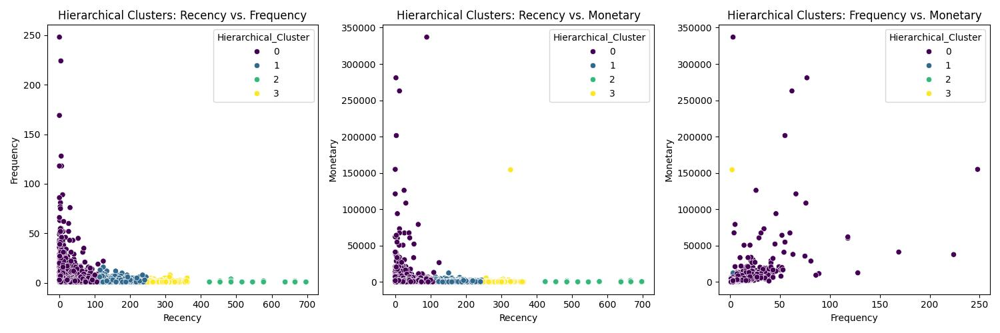 Hierarchical Clusters: Recency vs. Frequency
Hierarchical_Cluster
0
1
2
3
250
200
150
100
50
0
Frequency
0 100 200 300 400 500 600 700
Recency
Hierarchical Clusters: Recency vs. Monetary
Hierarchical_Cluster
0
1
2
3
350000
300000
250000
200000
150000
100000
50000
0
Monetary
0 100 200 300 400 500 600 700
Recency
Hierarchical Clusters: Frequency vs. Monetary
Hierarchical_Cluster
0
1
2
3
350000
300000
250000
200000
150000
100000
50000
0
Monetary
0 50 100 150 200 250
Frequency